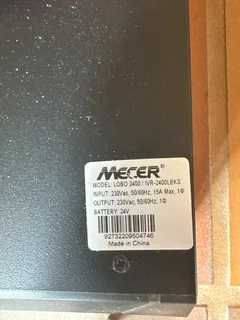 MECER
MODEL: LOBO 2400 / IVR-2400LBKS
INPUT: 230Vac, 50/60Hz, 15A Max, 1Φ
OUTPUT: 230Vac, 50/60Hz, 1Φ
BATTERY: 24V
92732209504746
Made in China